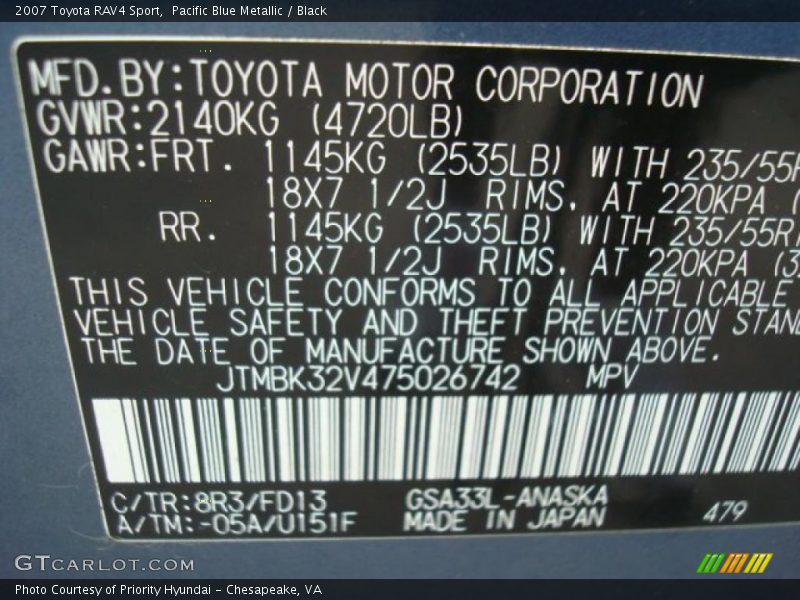 2007 Toyota RAV4 Sport, Pacific Blue Metallic / Black
MFD.BY:TOYOTA MOTOR CORPORATION
GVWR:2140KG (4720LB)
GAWR:FRT. 1145KG (2535LB) WITH 235/55R
18X7 1/2J RIMS, AT 220KPA (
RR. 1145KG (2535LB) WITH 235/55R
18X7 1/2J RIMS, AT 220KPA (3
THIS VEHICLE CONFORMS TO ALL APPLICABLE
VEHICLE SAFETY AND THEFT PREVENTION STAN
THE DATE OF MANUFACTURE SHOWN ABOVE.
JTMBK32V475026742 MPV
C/TR:8R3/FD13 GSA33L-ANASKA
A/TM:-05A/U151F MADE IN JAPAN 479
GTCARLOT.COM
Photo Courtesy of Priority Hyundai - Chesapeake, VA